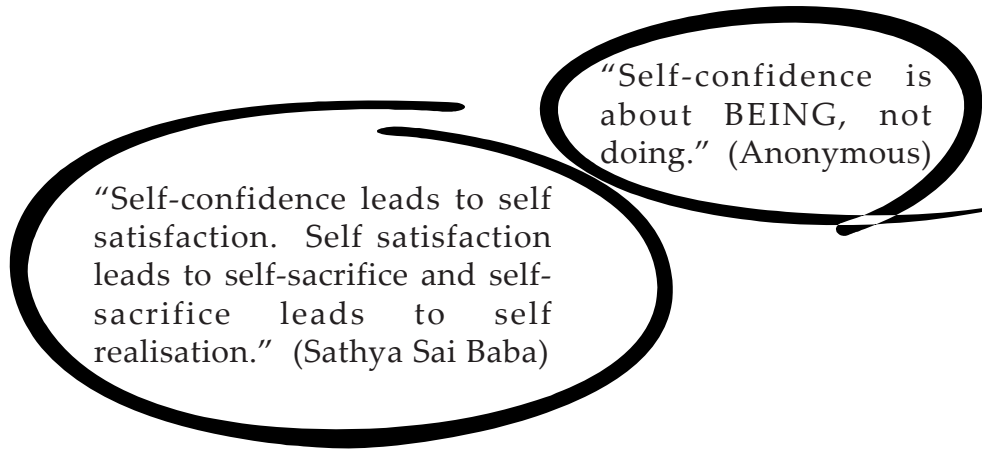 “Self-confidence is
about BEING, not
doing.” (Anonymous)
“Self-confidence leads to self
satisfaction. Self satisfaction
leads to self-sacrifice and self-
sacrifice leads to self
realisation.” (Sathya Sai Baba)